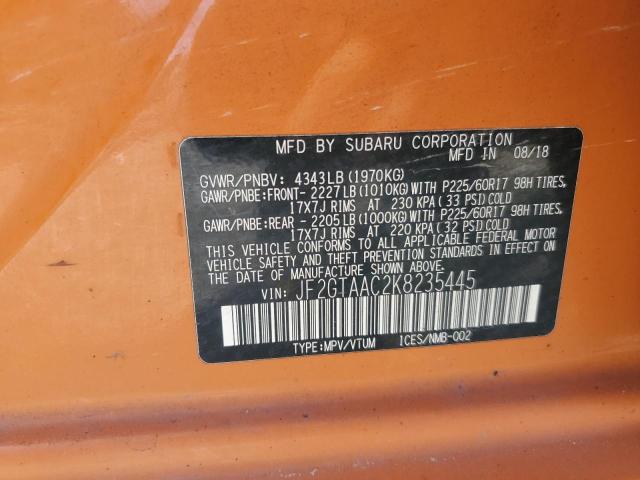 MFD BY SUBARU CORPORATION
MFD IN 08/18
GVWR/PNBV: 4343LB(1970KG)
GAWR/PNBE:FRONT- 2227LB(1010KG)WITH P225/60R17 98H TIRES,
17X7J RIMS AT 230 KPA( 33 PSI)COLD
GAWR/PNBE:REAR - 2205LB(1000KG)WITH P225/60R17 98H TIRES,
17X7J RIMS AT 220 KPA( 32 PSI)COLD
THIS VEHICLE CONFORMS TO ALL APPLICABLE FEDERAL MOTOR
VEHICLE SAFETY AND THEFT PREVENTION STANDARDS IN EFFECT ON
THE DATE OF MANUFACTURE SHOWN ABOVE.
VIN: JF2GTAAC2K8235445
TYPE:MPV/VTUM ICES/NMB-002